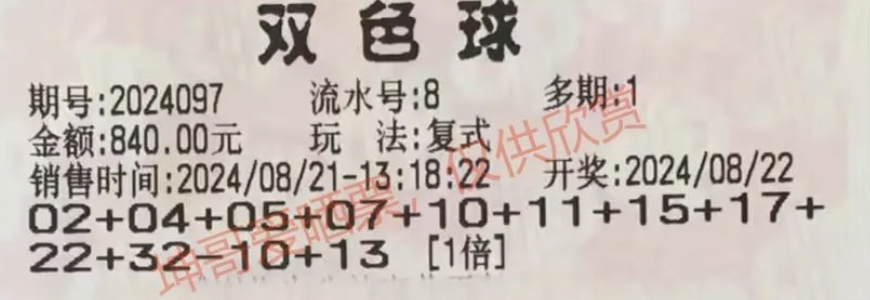 双色球
期号:2024097 流水号:8 多期:1
金额:840.00元 玩 法:复式
销售时间:2024/08/21-13:18:22 开奖:2024/08/22
02+04+05+07+10+11+15+17+
22+32-10+13 [1倍]
坤哥爱晒票,仅供欣赏